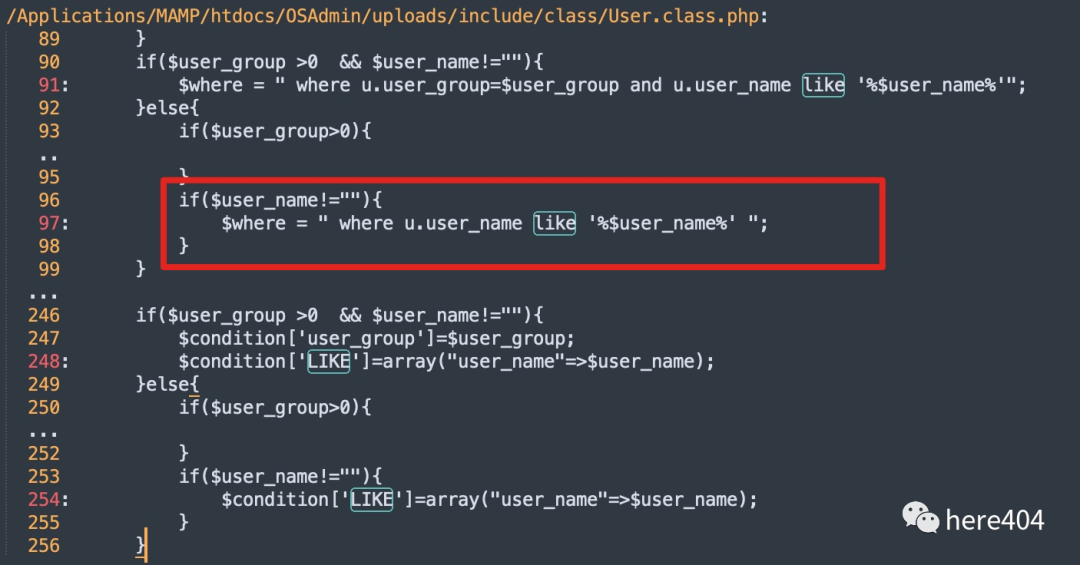 /Applications/MAMP/htdocs/OSAdmin/uploads/include/class/User.class.php:
89 }
90 if($user_group >0 && $user_name!=""){
91: $where = " where u.user_group=$user_group and u.user_name like '%$user_name%'";
92 }else{
93 if($user_group>0){
..
95 }
96 if($user_name!=""){
97: $where = " where u.user_name like '%$user_name%' ";
98 }
99 }
...
246 if($user_group >0 && $user_name!=""){
247 $condition['user_group']=$user_group;
248: $condition['LIKE']=array("user_name"=>$user_name);
249 }else{
250 if($user_group>0){
...
252 }
253 if($user_name!=""){
254: $condition['LIKE']=array("user_name"=>$user_name);
255 }
256 }
here404